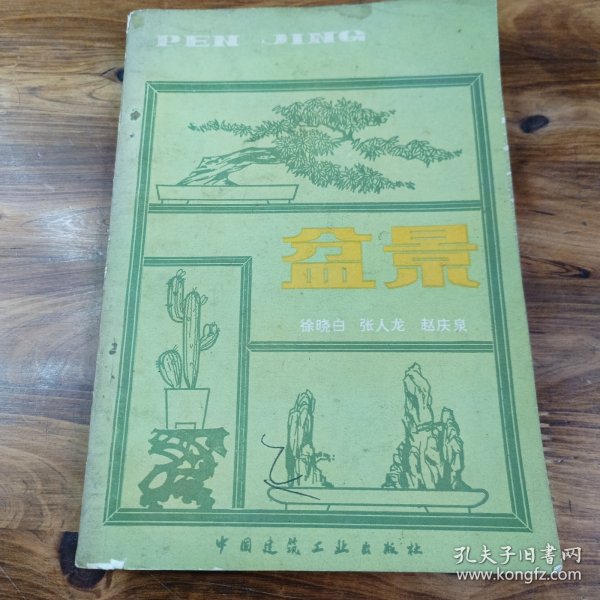 PEN JING
盆景
徐晓白 张人龙 赵庆泉
中国建筑工业出版社
孔夫子旧书网
www.kongfz.com